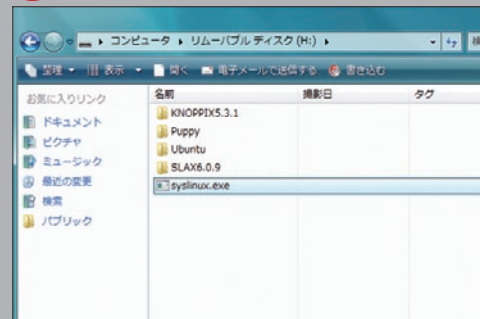 コンピュータ ▸ リムーバブル ディスク (H:) ▸
整理 表示 開く 電子メールで送信する 書き込む
お気に入りリンク
ドキュメント
ピクチャ
ミュージック
最近の変更
検索
パブリック
名前 撮影日 タグ
KNOPPIX5.3.1
Puppy
Ubuntu
SLAX6.0.9
syslinux.exe